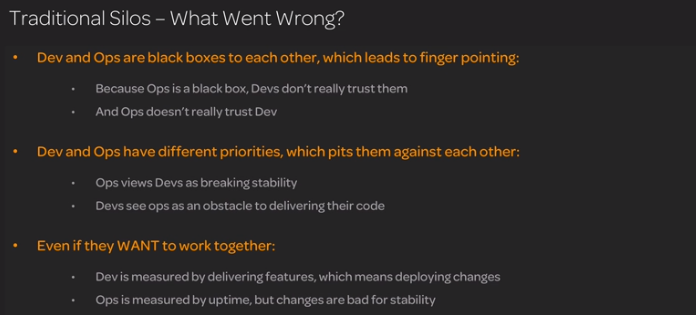 Traditional Silos – What Went Wrong?
• Dev and Ops are black boxes to each other, which leads to finger pointing:
• Because Ops is a black box, Devs don't really trust them
• And Ops doesn't really trust Dev
• Dev and Ops have different priorities, which pits them against each other:
• Ops views Devs as breaking stability
• Devs see ops as an obstacle to delivering their code
• Even if they WANT to work together:
• Dev is measured by delivering features, which means deploying changes
• Ops is measured by uptime, but changes are bad for stability